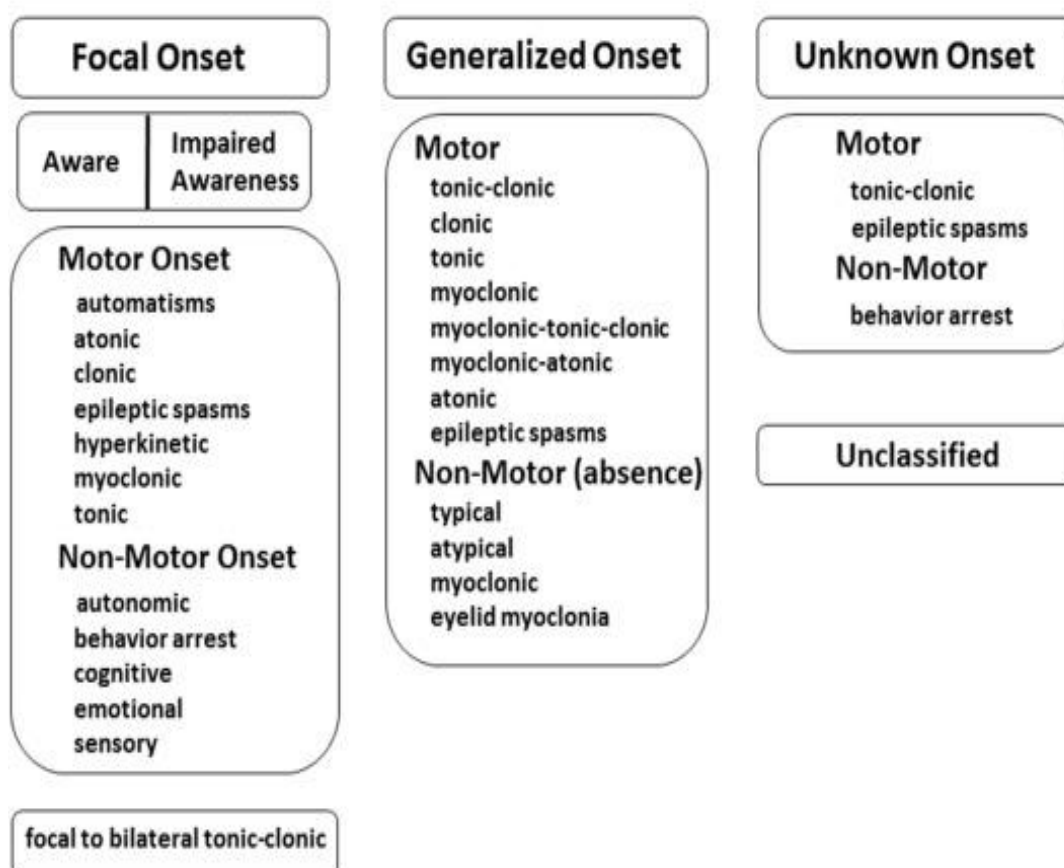 Focal Onset
Aware
Impaired
Awareness
Motor Onset
automatisms
atonic
clonic
epileptic spasms
hyperkinetic
myoclonic
tonic
Non-Motor Onset
autonomic
behavior arrest
cognitive
emotional
sensory
focal to bilateral tonic-clonic
Generalized Onset
Motor
tonic-clonic
clonic
tonic
myoclonic
myoclonic-tonic-clonic
myoclonic-atonic
atonic
epileptic spasms
Non-Motor (absence)
typical
atypical
myoclonic
eyelid myoclonia
Unknown Onset
Motor
tonic-clonic
epileptic spasms
Non-Motor
behavior arrest
Unclassified